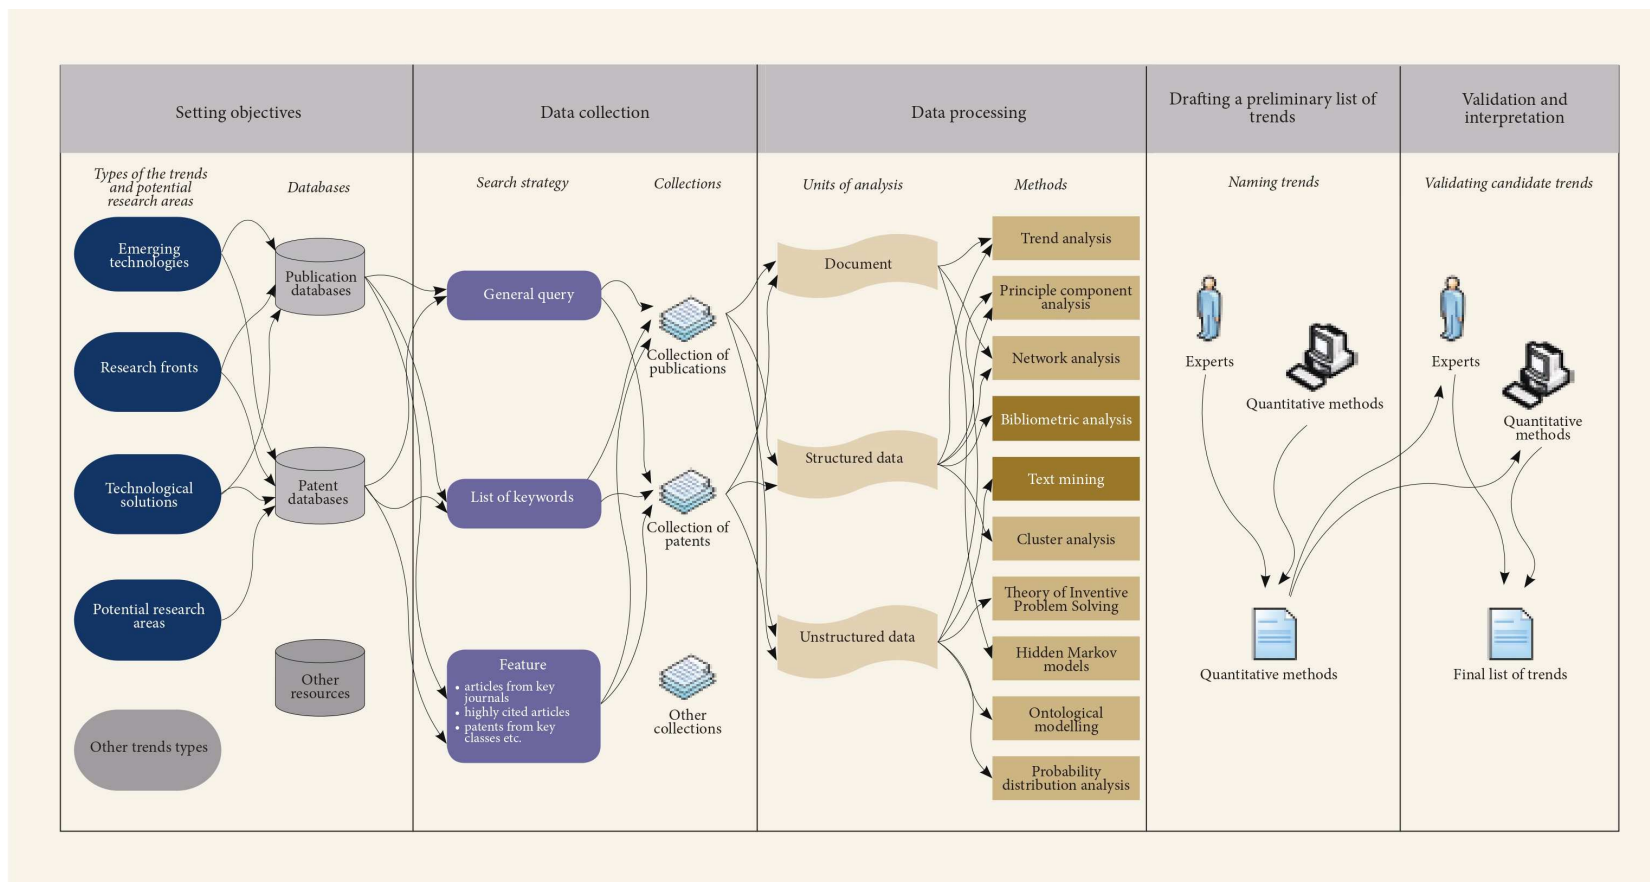 Setting objectives
Data collection
Data processing
Drafting a preliminary list of
trends
Validation and
interpretation
Types of the trends
and potential
research areas
Databases
Search strategy
Collections
Units of analysis
Methods
Naming trends
Validating candidate trends
Emerging
technologies
Research fronts
Technological
solutions
Potential research
areas
Other trends types
Publication
databases
Patent
databases
Other
resources
General query
List of keywords
Feature
• articles from key
journals
• highly cited articles
• patents from key
classes etc.
Collection of
publications
Collection of
patents
Other
collections
Document
Structured data
Unstructured data
Trend analysis
Principle component
analysis
Network analysis
Bibliometric analysis
Text mining
Cluster analysis
Theory of Inventive
Problem Solving
Hidden Markov
models
Ontological
modelling
Probability
distribution analysis
Experts
Quantitative methods
Quantitative methods
Experts
Quantitative
methods
Final list of trends